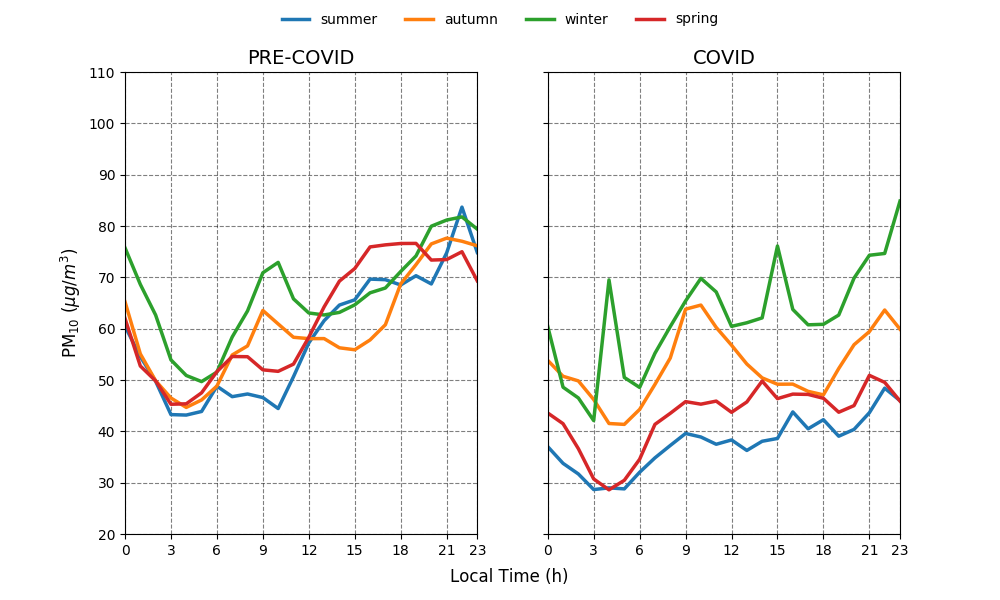 summer autumn winter spring
PRE-COVID COVID
110
100
90
80
70
60
50
40
30
20
PM₁₀ (μg/m³)
0 3 6 9 12 15 18 21 23 0 3 6 9 12 15 18 21 23
Local Time (h)